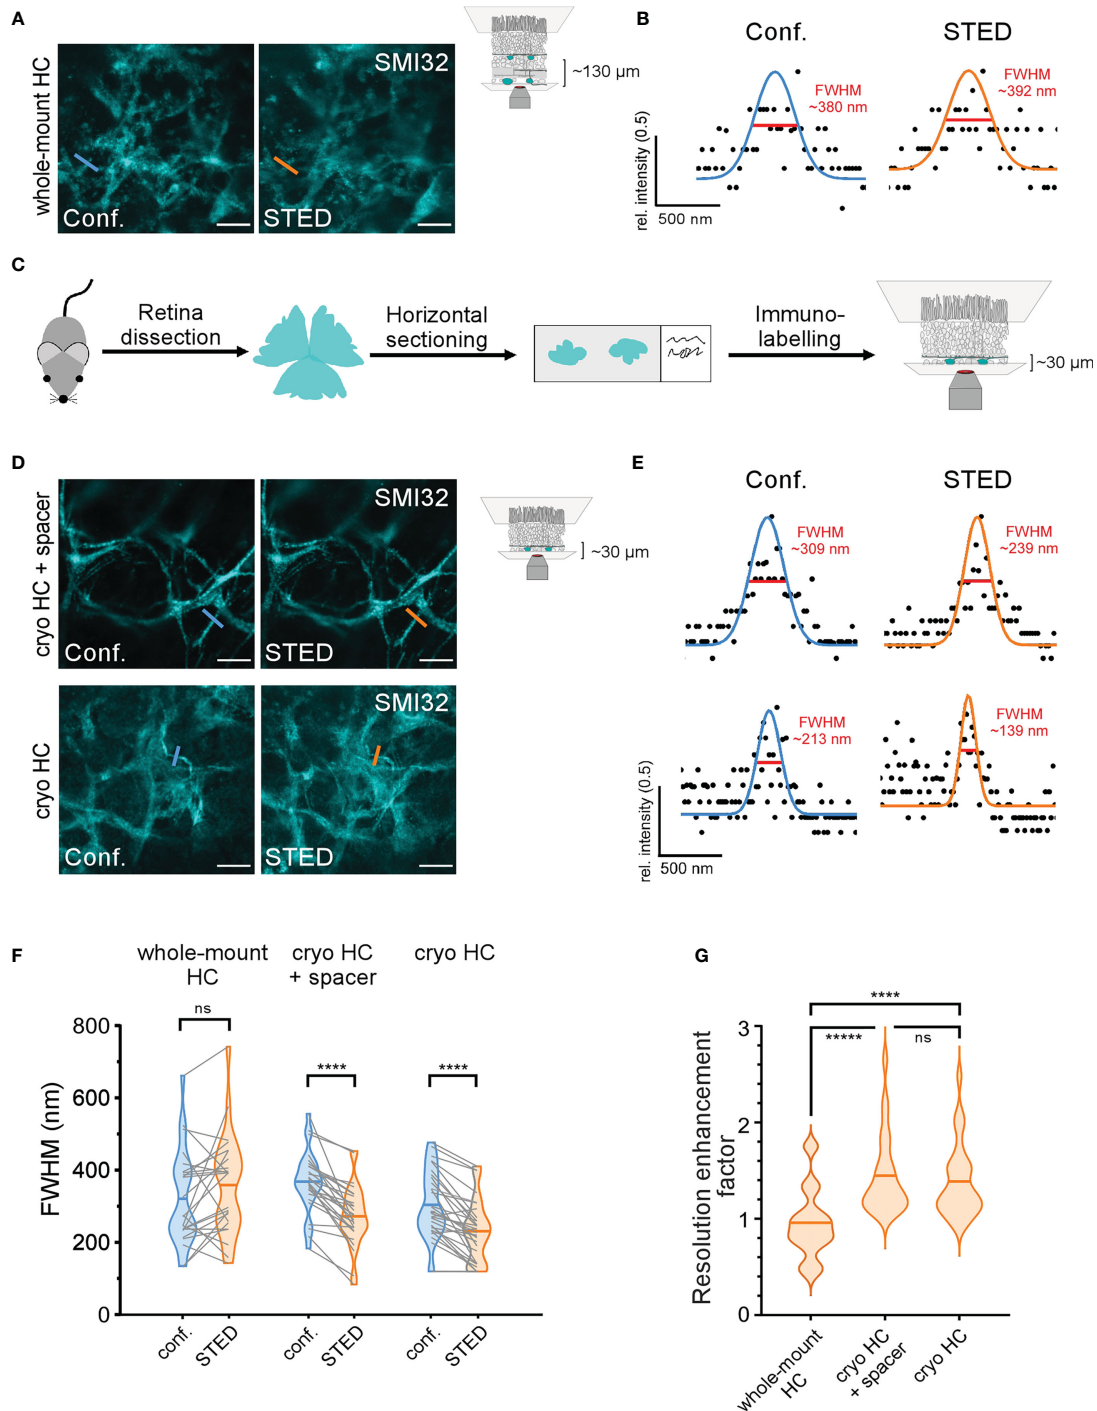 A
whole-mount HC
SMI32
Conf.
STED
~130 µm
B
Conf.
STED
FWHM
~380 nm
FWHM
~392 nm
rel. intensity (0.5)
500 nm
C
Retina
dissection
Horizontal
sectioning
Immuno-
labelling
~30 µm
D
cryo HC + spacer
SMI32
Conf.
STED
~30 µm
cryo HC
SMI32
Conf.
STED
E
Conf.
STED
FWHM
~309 nm
FWHM
~239 nm
FWHM
~213 nm
FWHM
~139 nm
rel. intensity (0.5)
500 nm
F
whole-mount
HC
cryo HC
+ spacer
cryo HC
ns
****
****
FWHM (nm)
800
600
400
200
0
conf.
STED
conf.
STED
conf.
STED
G
****
*****
ns
Resolution enhancement
factor
3
2
1
0
whole-mount
HC
cryo HC
+ spacer
cryo HC